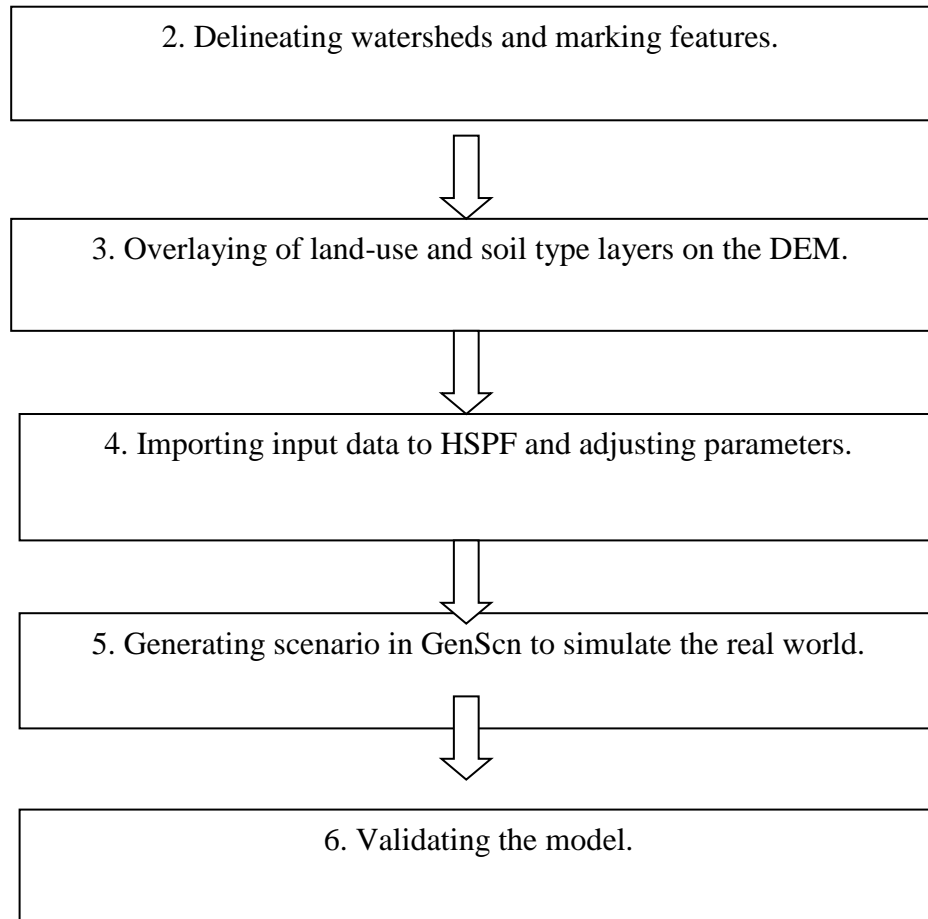 2. Delineating watersheds and marking features.
3. Overlaying of land-use and soil type layers on the DEM.
4. Importing input data to HSPF and adjusting parameters.
5. Generating scenario in GenScn to simulate the real world.
6. Validating the model.